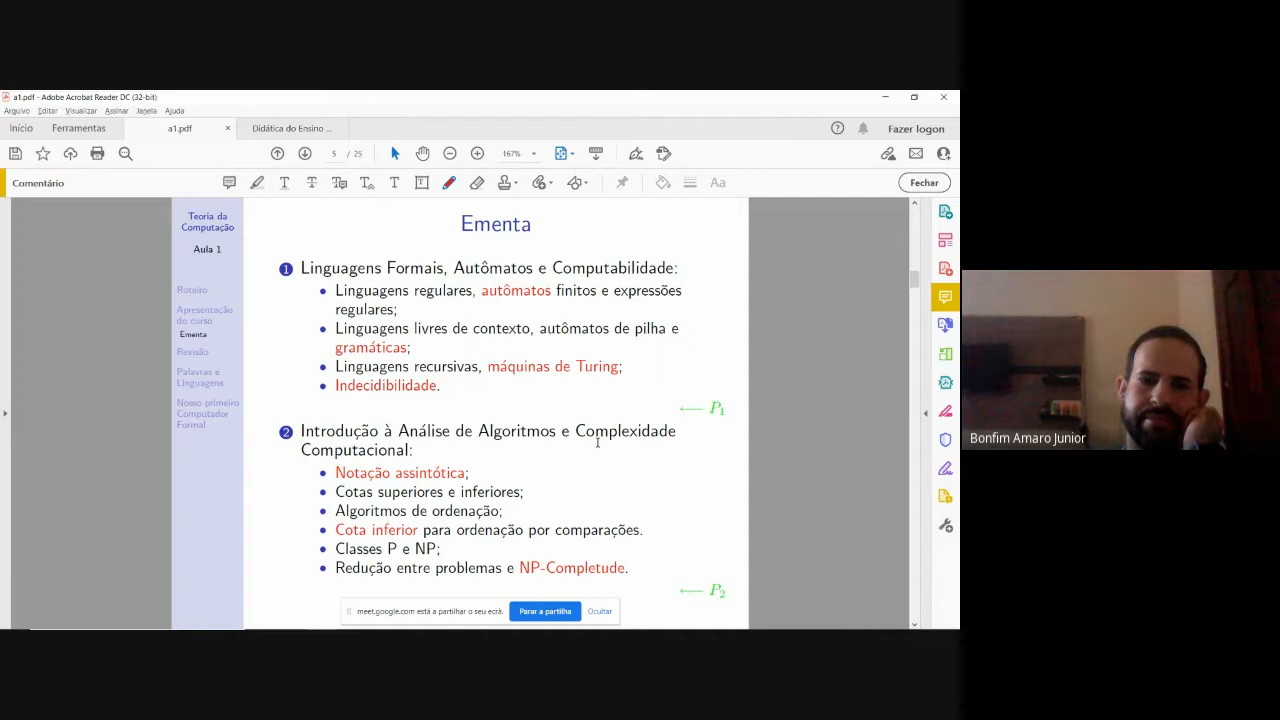 a1.pdf - Adobe Acrobat Reader DC (32-bit)
Arquivo Editar Visualizar Assinar Janela Ajuda
Início Ferramentas a1.pdf × Didática do Ensino ... Fazer logon
5 / 25 167%
Comentário Aa Fechar
Teoria da
Computação
Aula 1
Roteiro
Apresentação
do curso
Ementa
Revisão
Palavras e
Linguagens
Nosso primeiro
Computador
Formal
Ementa
1 Linguagens Formais, Autômatos e Computabilidade:
• Linguagens regulares, autômatos finitos e expressões
regulares;
• Linguagens livres de contexto, autômatos de pilha e
gramáticas;
• Linguagens recursivas, máquinas de Turing;
• Indecidibilidade.
⟵ P1
2 Introdução à Análise de Algoritmos e Complexidade
Computacional:
• Notação assintótica;
• Cotas superiores e inferiores;
• Algoritmos de ordenação;
• Cota inferior para ordenação por comparações.
• Classes P e NP;
• Redução entre problemas e NP-Completude.
⟵ P2
meet.google.com está a partilhar o seu ecrã. Parar a partilha Ocultar
Bonfim Amaro Junior